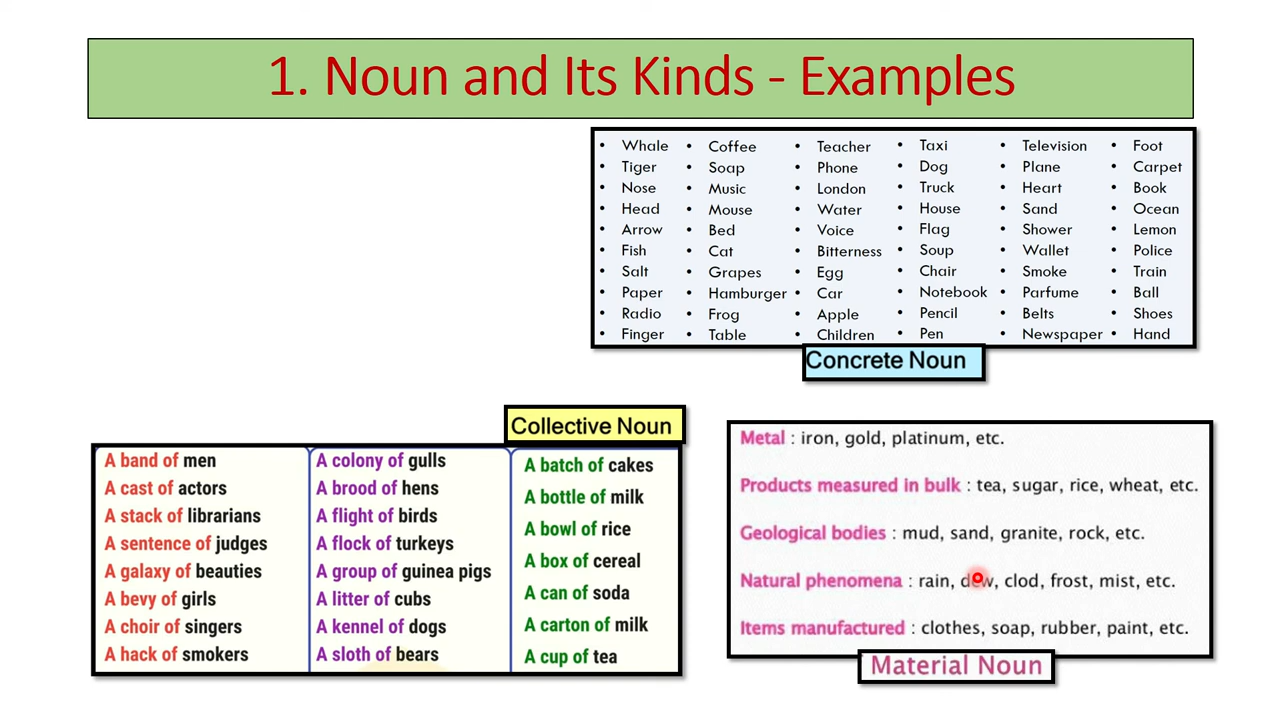 1. Noun and Its Kinds - Examples
• Whale • Coffee • Teacher • Taxi • Television • Foot
• Tiger • Soap • Phone • Dog • Plane • Carpet
• Nose • Music • London • Truck • Heart • Book
• Head • Mouse • Water • House • Sand • Ocean
• Arrow • Bed • Voice • Flag • Shower • Lemon
• Fish • Cat • Bitterness • Soup • Wallet • Police
• Salt • Grapes • Egg • Chair • Smoke • Train
• Paper • Hamburger • Car • Notebook • Parfume • Ball
• Radio • Frog • Apple • Pencil • Belts • Shoes
• Finger • Table • Children • Pen • Newspaper • Hand
Concrete Noun
Collective Noun
A band of men
A cast of actors
A stack of librarians
A sentence of judges
A galaxy of beauties
A bevy of girls
A choir of singers
A hack of smokers
A colony of gulls
A brood of hens
A flight of birds
A flock of turkeys
A group of guinea pigs
A litter of cubs
A kennel of dogs
A sloth of bears
A batch of cakes
A bottle of milk
A bowl of rice
A box of cereal
A can of soda
A carton of milk
A cup of tea
Metal : iron, gold, platinum, etc.
Products measured in bulk : tea, sugar, rice, wheat, etc.
Geological bodies : mud, sand, granite, rock, etc.
Natural phenomena : rain, dew, clod, frost, mist, etc.
Items manufactured : clothes, soap, rubber, paint, etc.
Material Noun